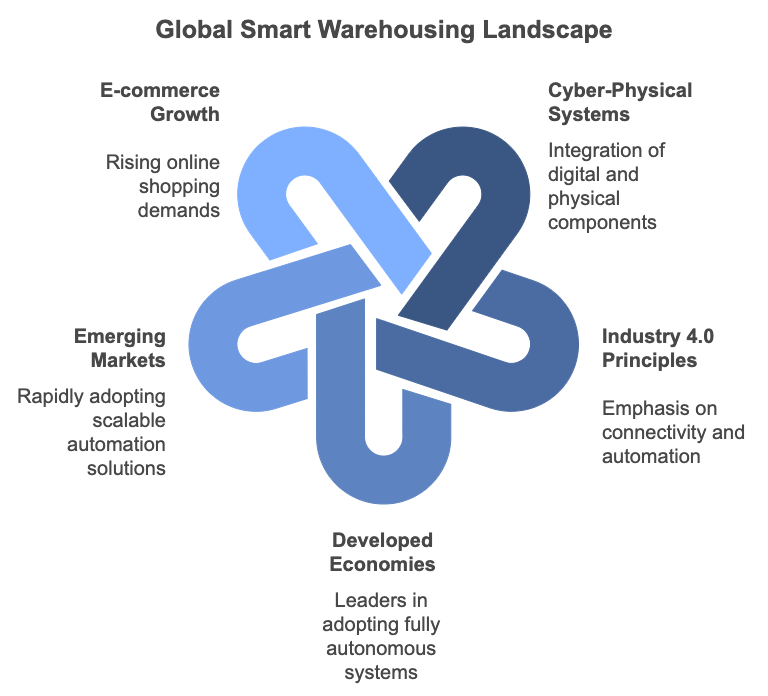 Global Smart Warehousing Landscape
E-commerce
Growth
Rising online
shopping
demands
Cyber-Physical
Systems
Integration of
digital and
physical
components
Emerging
Markets
Rapidly adopting
scalable
automation
solutions
Industry 4.0
Principles
Emphasis on
connectivity and
automation
Developed
Economies
Leaders in
adopting fully
autonomous
systems